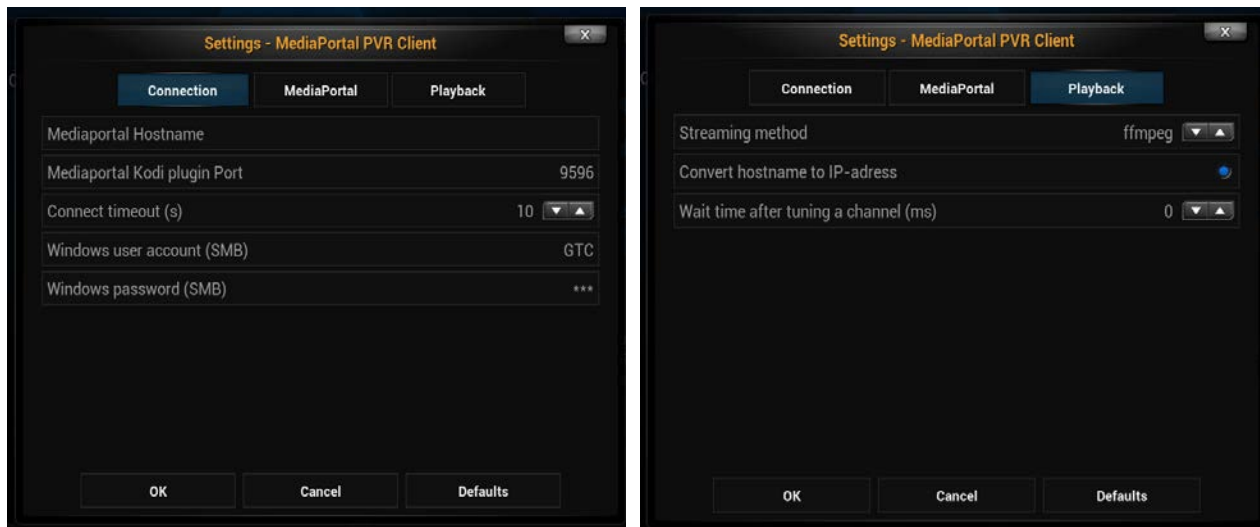 Settings - MediaPortal PVR Client
X
Connection MediaPortal Playback
Mediaportal Hostname
Mediaportal Kodi plugin Port 9596
Connect timeout (s) 10
Windows user account (SMB) GTC
Windows password (SMB) ***
OK Cancel Defaults
Settings - MediaPortal PVR Client
X
Connection MediaPortal Playback
Streaming method ffmpeg
Convert hostname to IP-adress
Wait time after tuning a channel (ms) 0
OK Cancel Defaults